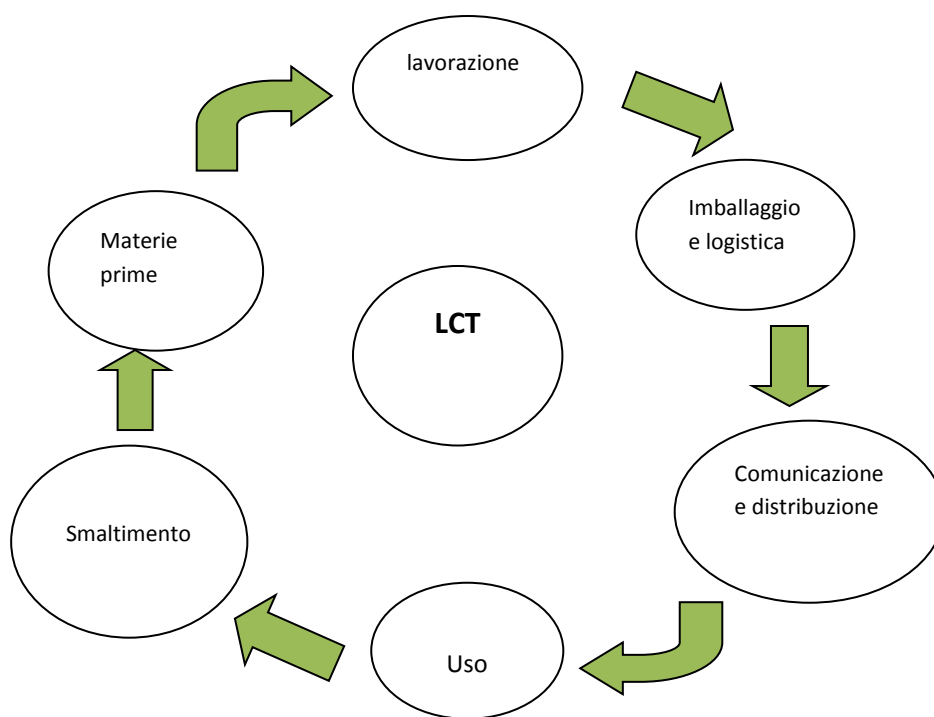 lavorazione
Imballaggio
e logistica
Materie
prime
LCT
Comunicazione
e distribuzione
Smaltimento
Uso